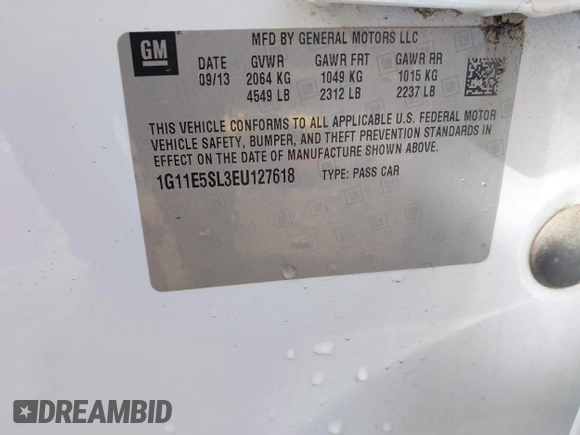 MFD BY GENERAL MOTORS LLC
GM
DATE GVWR GAWR FRT GAWR RR
09/13 2064 KG 1049 KG 1015 KG
4549 LB 2312 LB 2237 LB
THIS VEHICLE CONFORMS TO ALL APPLICABLE U.S. FEDERAL MOTOR
VEHICLE SAFETY, BUMPER, AND THEFT PREVENTION STANDARDS IN
EFFECT ON THE DATE OF MANUFACTURE SHOWN ABOVE.
1G11E5SL3EU127618 TYPE: PASS CAR
DREAMBID